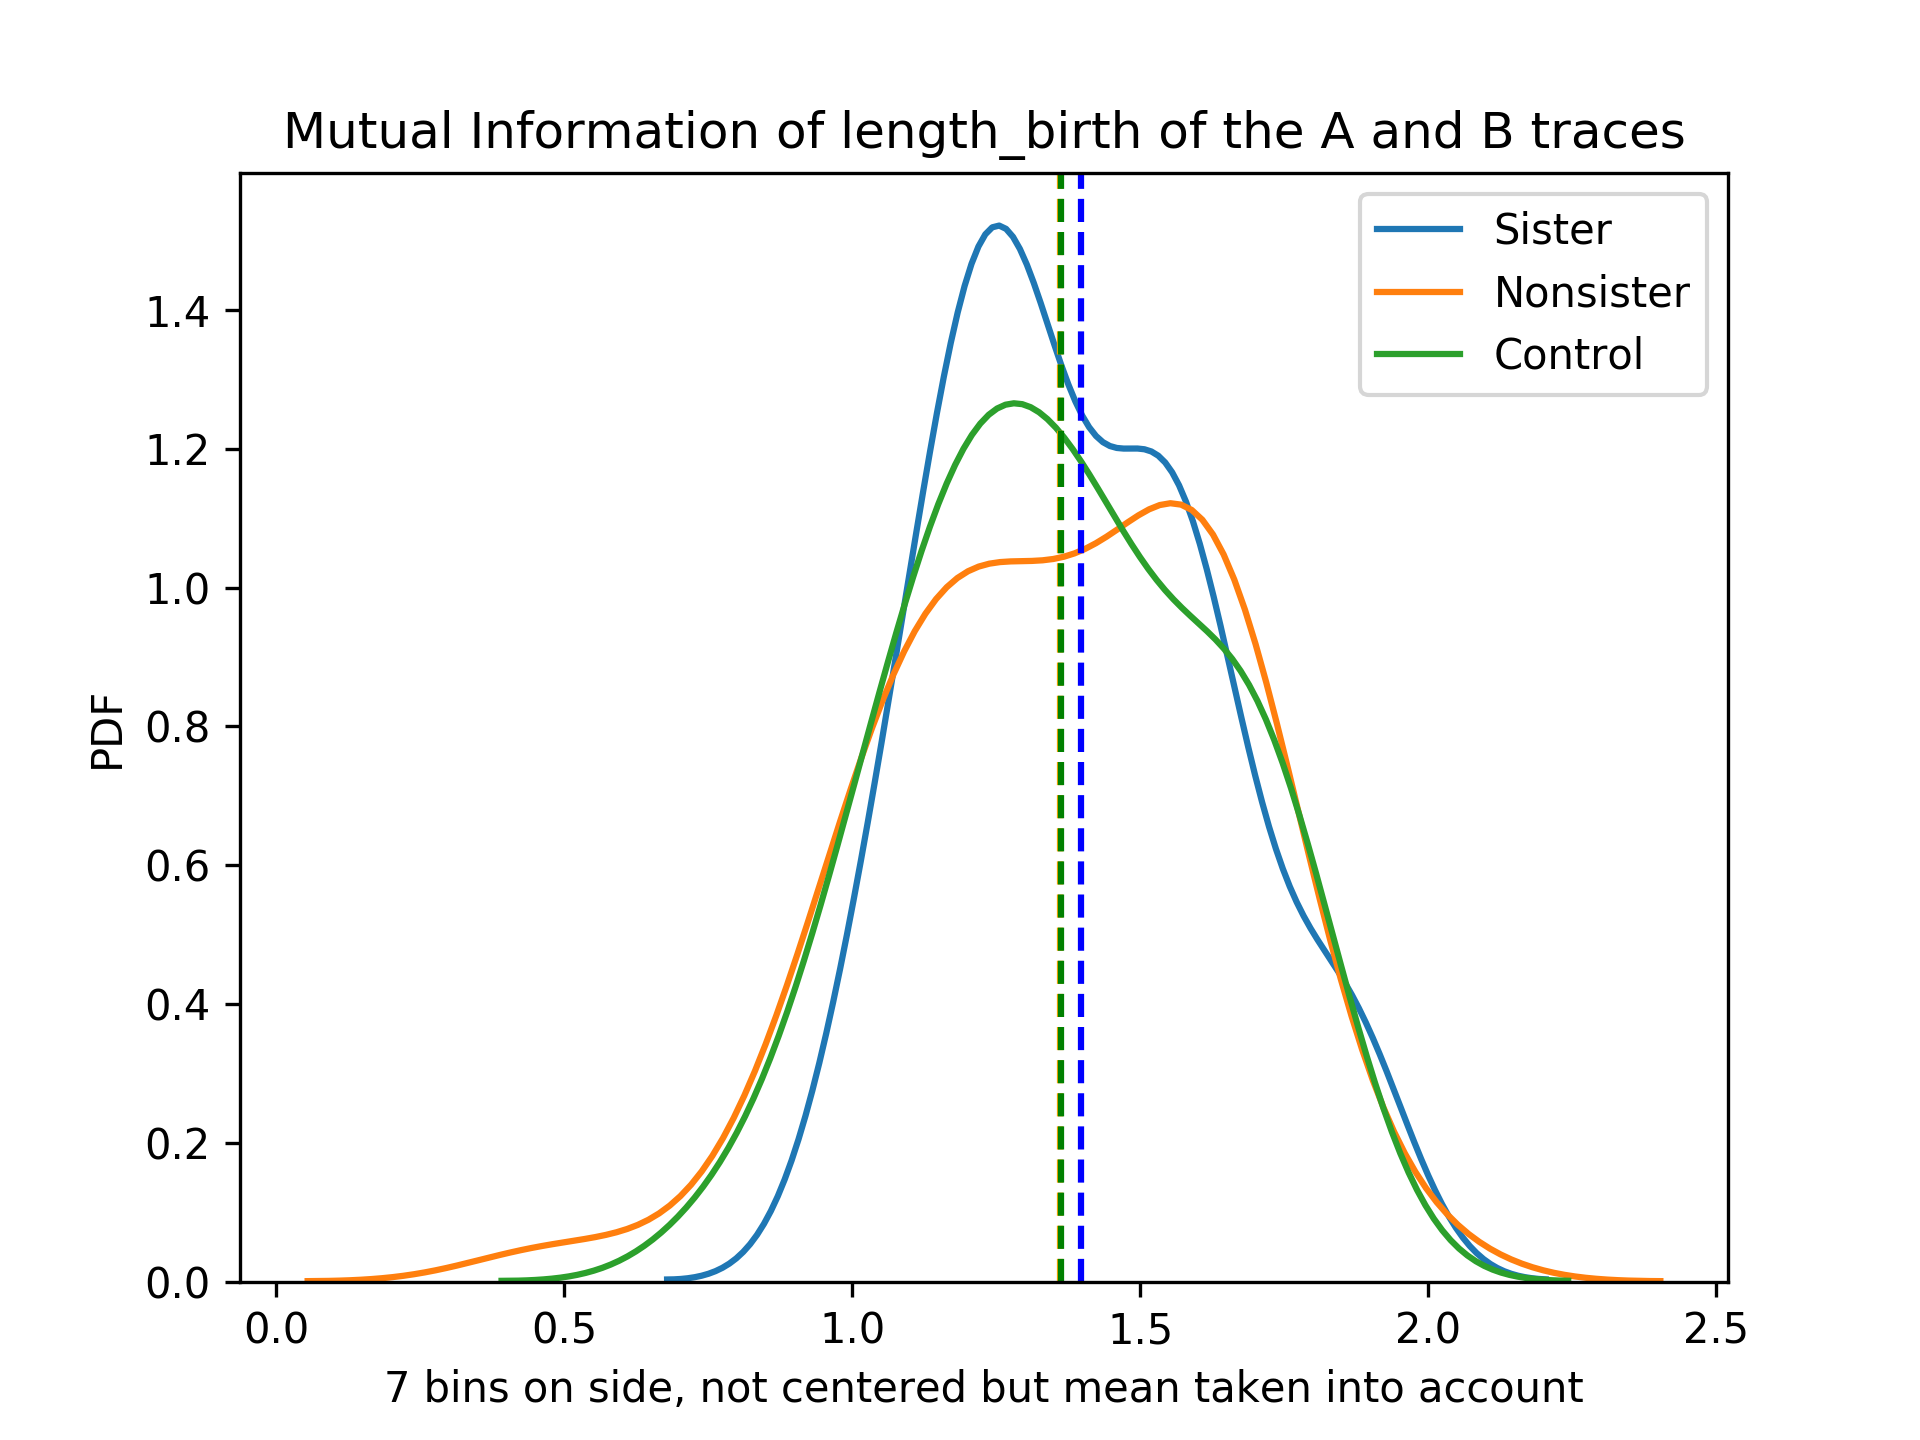 Mutual Information of length_birth of the A and B traces
Sister
Nonsister
Control
PDF
1.4
1.2
1.0
0.8
0.6
0.4
0.2
0.0
0.0 0.5 1.0 1.5 2.0 2.5
7 bins on side, not centered but mean taken into account